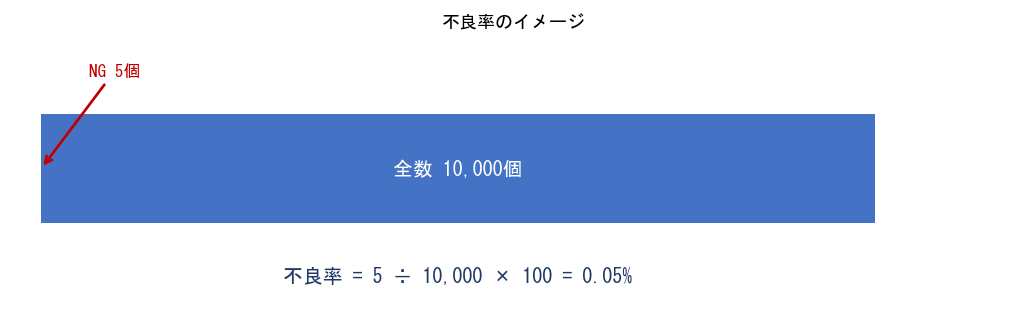 不良率のイメージ
NG 5個
全数 10,000個
不良率 = 5 ÷ 10,000 × 100 = 0.05%